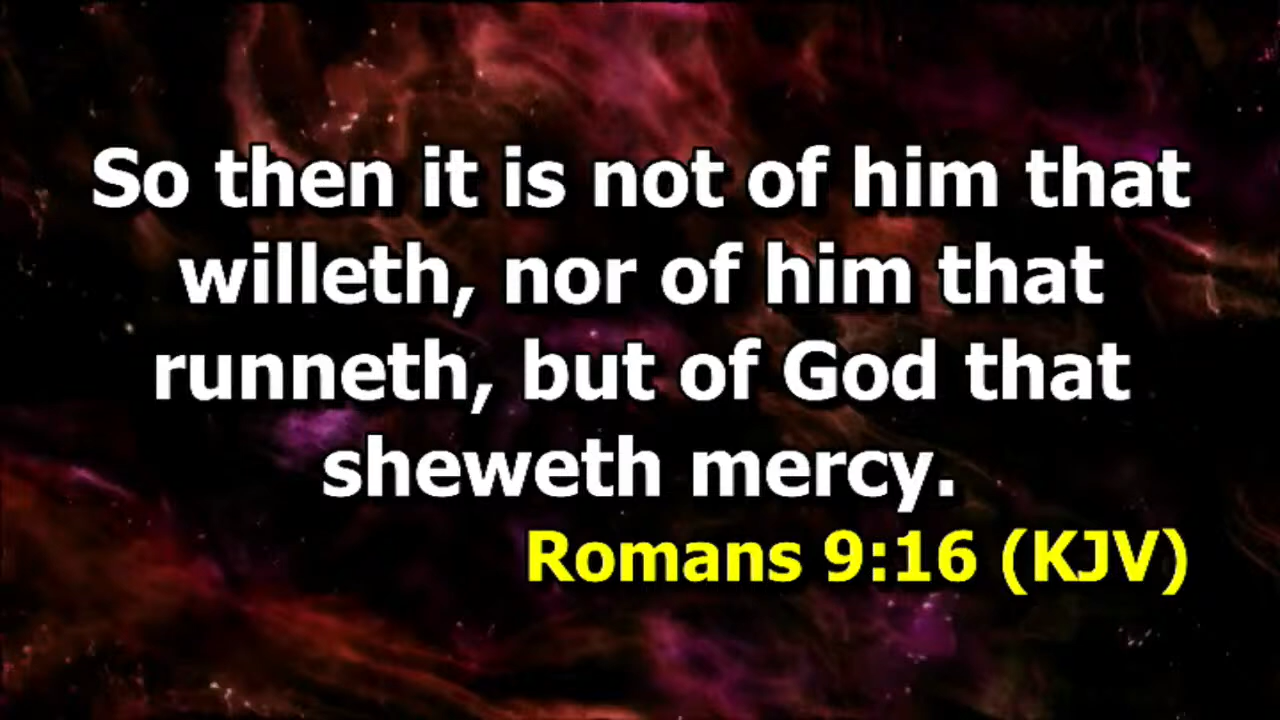 So then it is not of him that
willeth, nor of him that
runneth, but of God that
sheweth mercy.
Romans 9:16 (KJV)